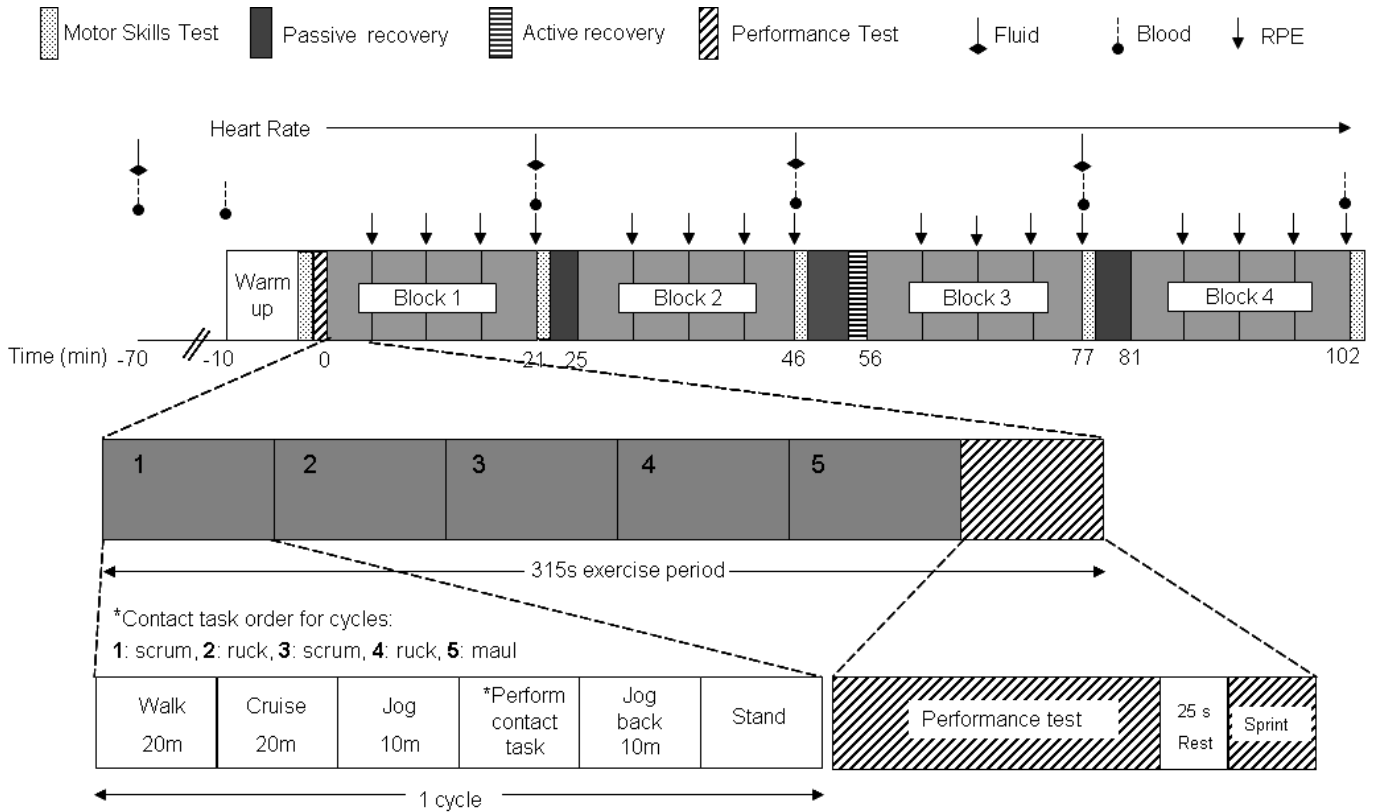 Motor Skills Test Passive recovery Active recovery Performance Test Fluid Blood RPE
Heart Rate
Warm up
Block 1 Block 2 Block 3 Block 4
Time (min) -70 -10 0 21 25 46 56 77 81 102
1 2 3 4 5
315s exercise period
*Contact task order for cycles:
1: scrum, 2: ruck, 3: scrum, 4: ruck, 5: maul
Walk 20m
Cruise 20m
Jog 10m
*Perform contact task
Jog back 10m
Stand
Performance test
25 s Rest
Sprint
1 cycle